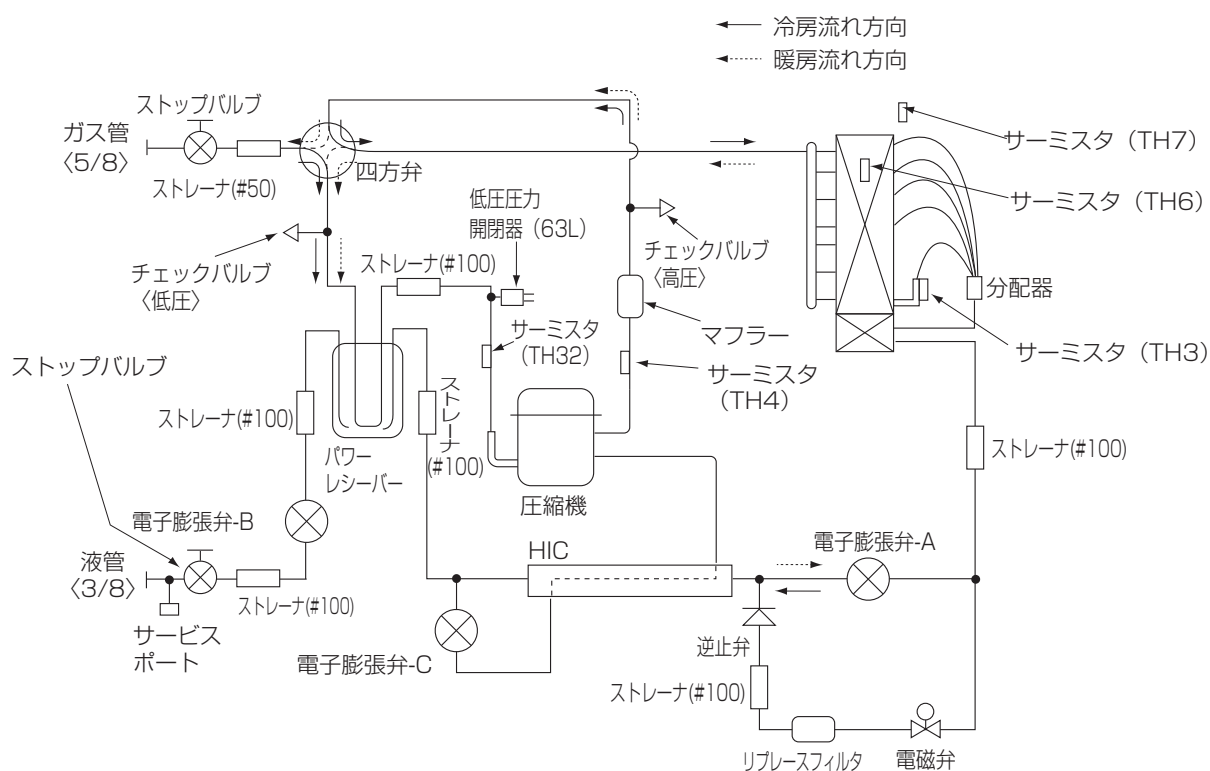 冷房流れ方向
暖房流れ方向
ストップバルブ
ガス管
〈5/8〉
ストレーナ(#50)
四方弁
サーミスタ（TH7）
サーミスタ（TH6）
低圧圧力
開閉器（63L）
チェックバルブ
〈低圧〉
ストレーナ(#100)
チェックバルブ
〈高圧〉
分配器
マフラー
サーミスタ
(TH32)
サーミスタ（TH3）
ストップバルブ
サーミスタ
(TH4)
ストレーナ(#100)
ストレーナ
(#100)
ストレーナ(#100)
パワー
レシーバー
圧縮機
電子膨張弁-B
電子膨張弁-A
HIC
液管
〈3/8〉
ストレーナ(#100)
サービス
ポート
逆止弁
電子膨張弁-C
ストレーナ(#100)
リプレースフィルタ
電磁弁